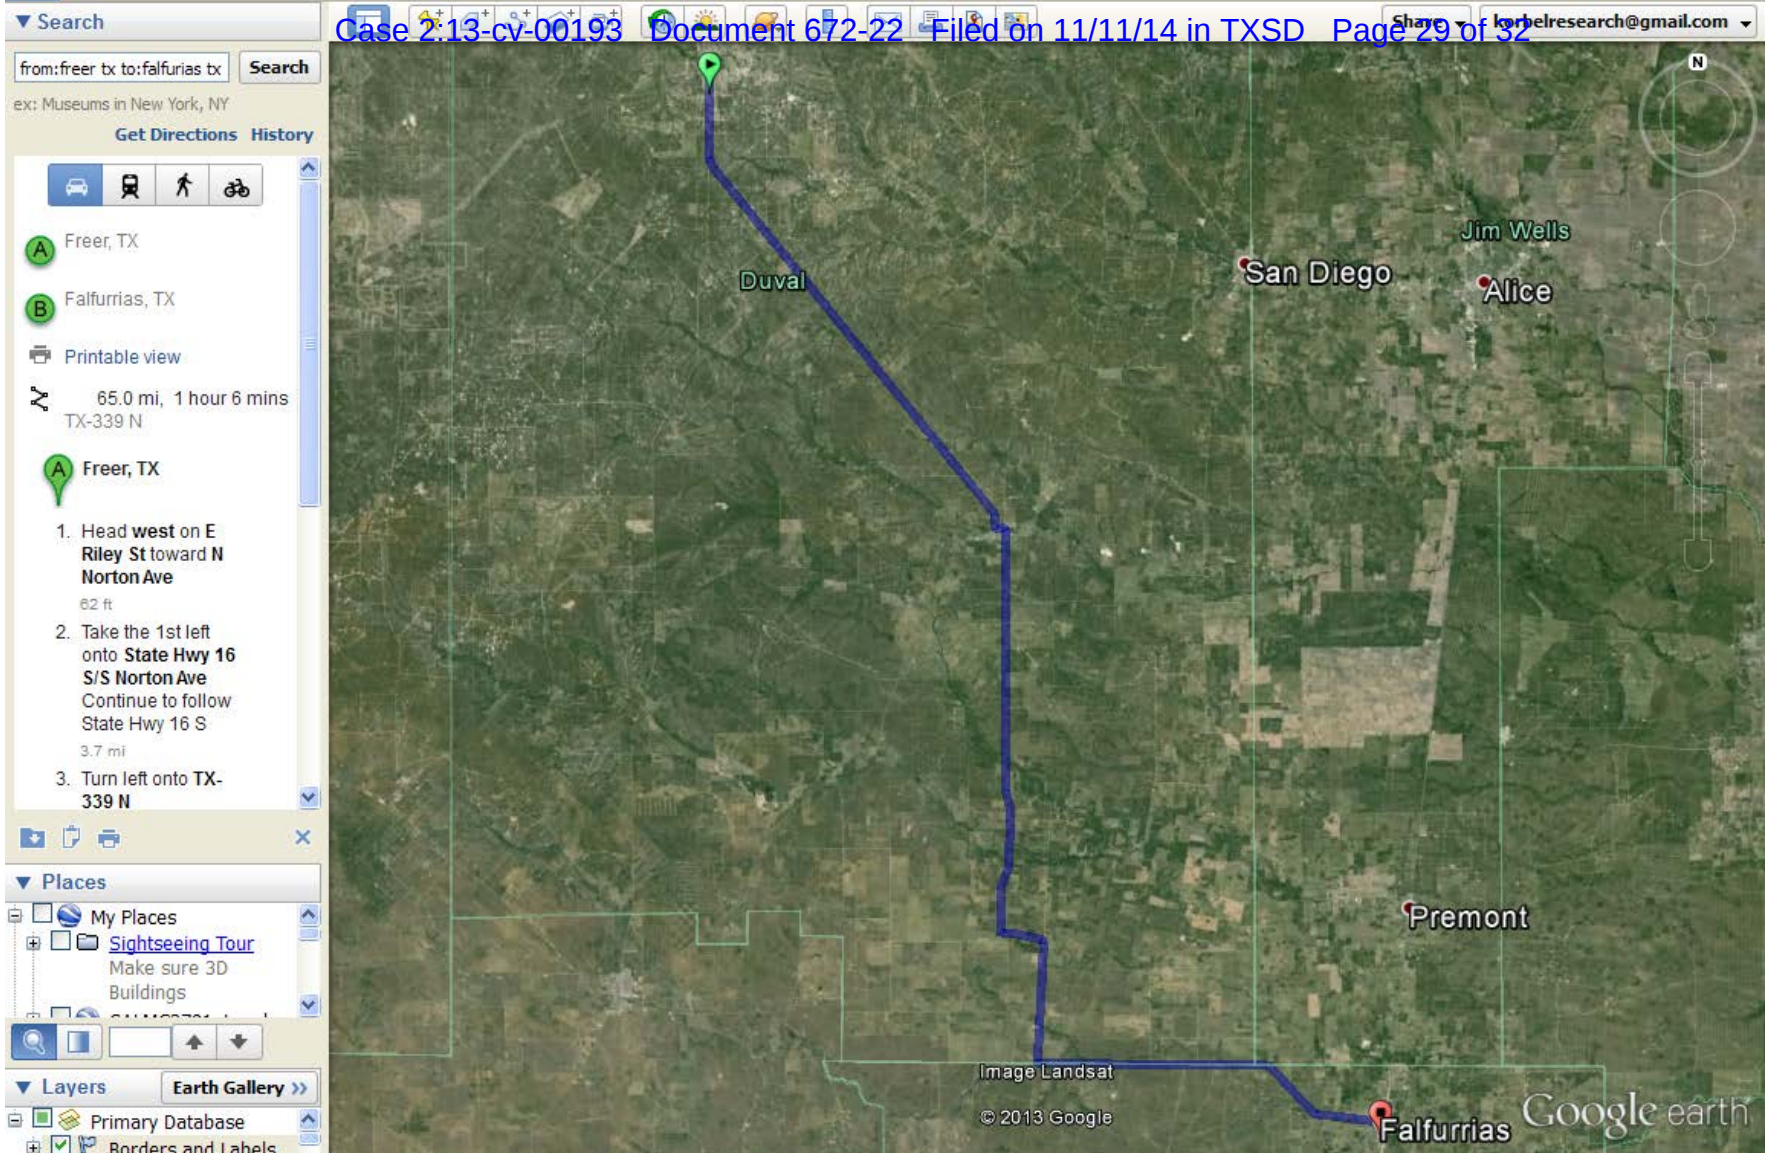 Case 2:13-cv-00193 Document 672-22 Filed on 11/11/14 in TXSD Page 29 of 32
Share
korbelresearch@gmail.com
Search
from:freer tx to:falfurias tx
Search
ex: Museums in New York, NY
Get Directions History
A Freer, TX
B Falfurrias, TX
Printable view
65.0 mi, 1 hour 6 mins
TX-339 N
A Freer, TX
1. Head west on E
Riley St toward N
Norton Ave
62 ft
2. Take the 1st left
onto State Hwy 16
S/S Norton Ave
Continue to follow
State Hwy 16 S
3.7 mi
3. Turn left onto TX-
339 N
Places
My Places
Sightseeing Tour
Make sure 3D
Buildings
Layers
Earth Gallery >>
Primary Database
Borders and Labels
N
Jim Wells
San Diego
Alice
Duval
Premont
Image Landsat
© 2013 Google
Falfurrias
Google earth